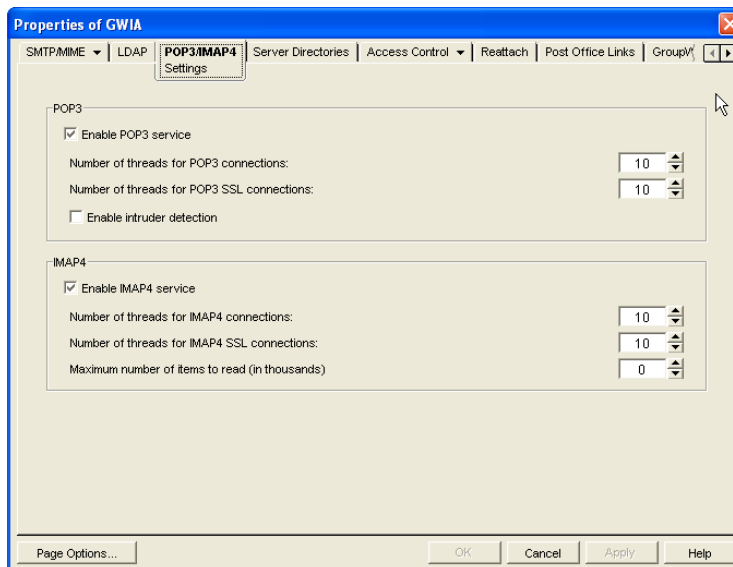 Properties of GWIA
SMTP/MIME LDAP POP3/IMAP4 Server Directories Access Control Reattach Post Office Links
Settings
POP3
Enable POP3 service
Number of threads for POP3 connections: 10
Number of threads for POP3 SSL connections: 10
Enable intruder detection
IMAP4
Enable IMAP4 service
Number of threads for IMAP4 connections: 10
Number of threads for IMAP4 SSL connections: 10
Maximum number of items to read (in thousands) 0
Page Options... OK Cancel Apply Help